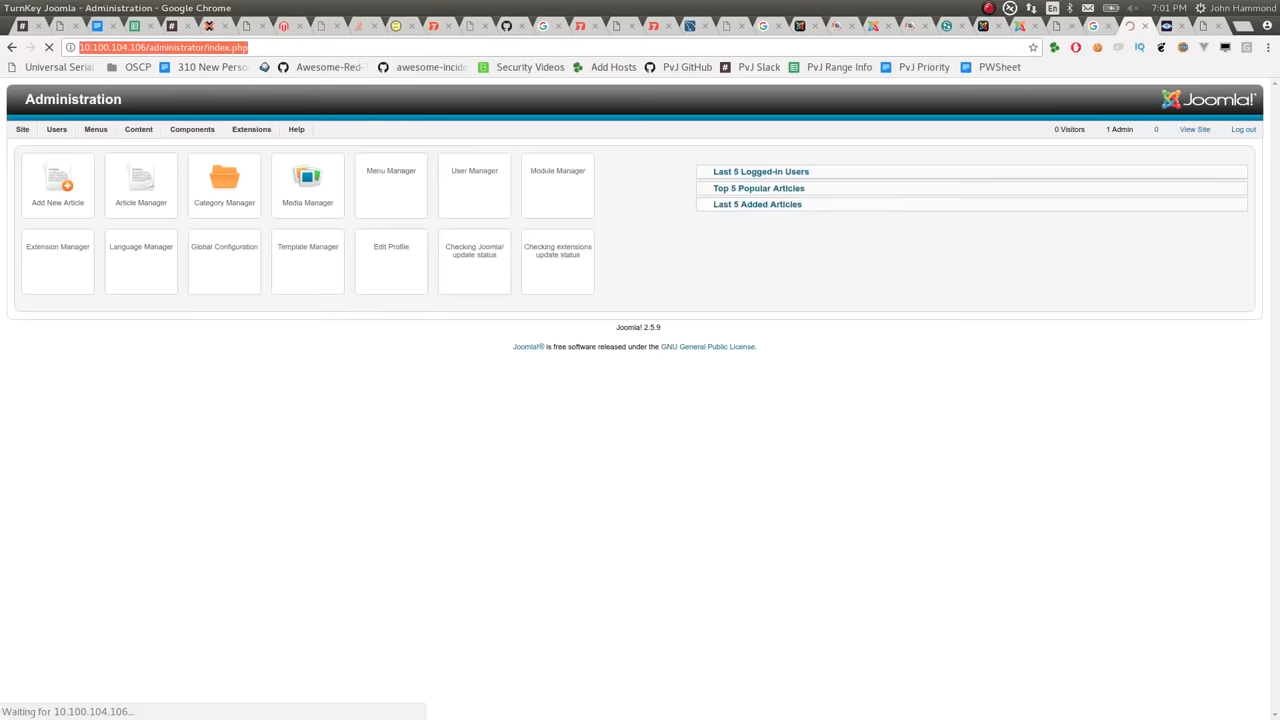 TurnKey Joomla - Administration - Google Chrome
En
7:01 PM
John Hammond
10.100.104.106/administrator/index.php
Universal Serial
OSCP
310 New Perso
Awesome-Red-T
awesome-incide
Security Videos
Add Hosts
PvJ GitHub
PvJ Slack
PvJ Range Info
PvJ Priority
PWSheet
Administration
Joomla!
Site
Users
Menus
Content
Components
Extensions
Help
0 Visitors
1 Admin
0
View Site
Log out
Add New Article
Article Manager
Category Manager
Media Manager
Menu Manager
User Manager
Module Manager
Last 5 Logged-in Users
Top 5 Popular Articles
Last 5 Added Articles
Extension Manager
Language Manager
Global Configuration
Template Manager
Edit Profile
Checking Joomla!
update status
Checking extensions
update status
Joomla! 2.5.9
Joomla!® is free software released under the GNU General Public License.
Waiting for 10.100.104.106...